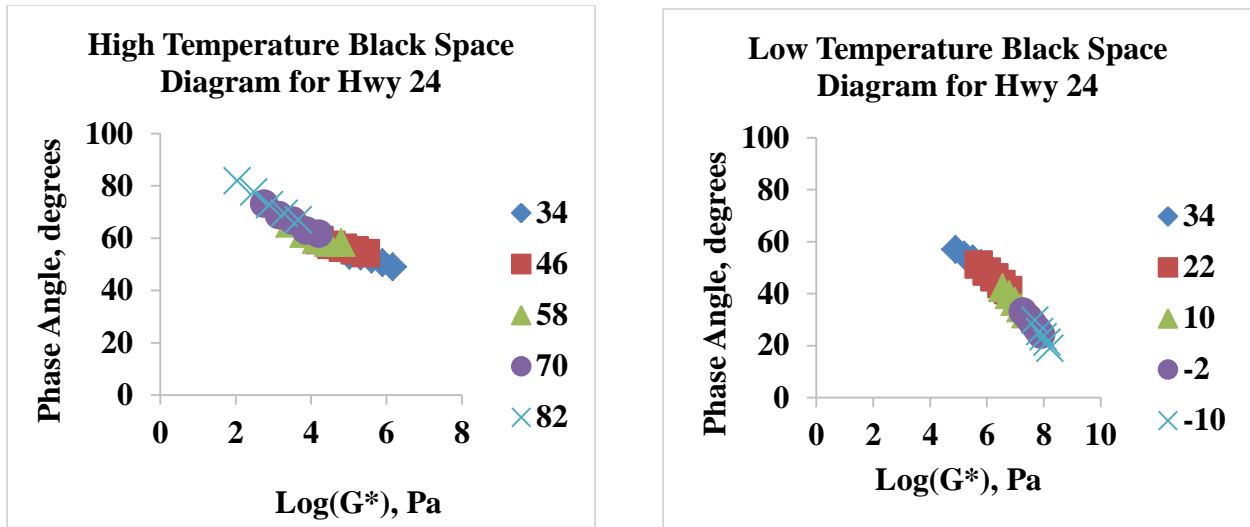 High Temperature Black Space
Diagram for Hwy 24
Phase Angle, degrees
100
80
60
40
20
0
0 2 4 6 8
Log(G*), Pa
34
46
58
70
82
Low Temperature Black Space
Diagram for Hwy 24
Phase Angle, degrees
100
80
60
40
20
0
0 2 4 6 8 10
Log(G*), Pa
34
22
10
-2
-10